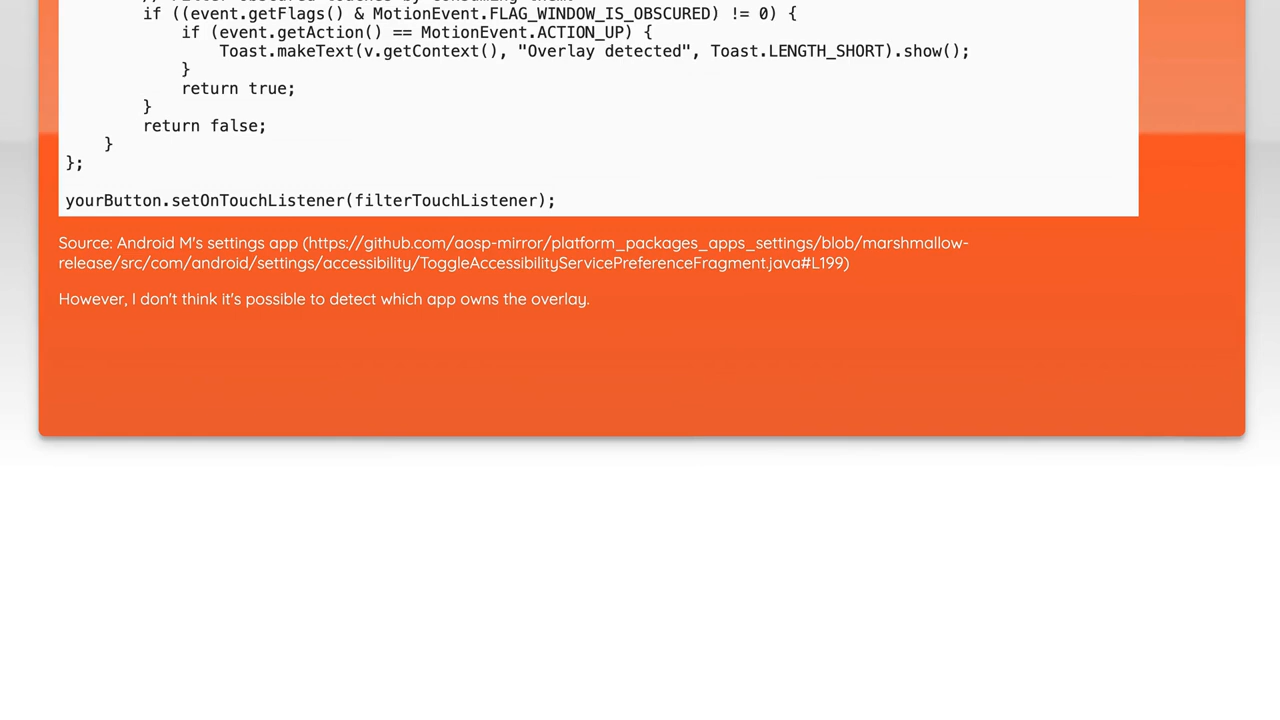 if ((event.getFlags() & MotionEvent.FLAG_WINDOW_IS_OBSCURED) != 0) {
if (event.getAction() == MotionEvent.ACTION_UP) {
Toast.makeText(v.getContext(), "Overlay detected", Toast.LENGTH_SHORT).show();
}
return true;
}
return false;
}
};
yourButton.setOnTouchListener(filterTouchListener);
Source: Android M's settings app (https://github.com/aosp-mirror/platform_packages_apps_settings/blob/marshmallow-
release/src/com/android/settings/accessibility/ToggleAccessibilityServicePreferenceFragment.java#L199)
However, I don't think it's possible to detect which app owns the overlay.